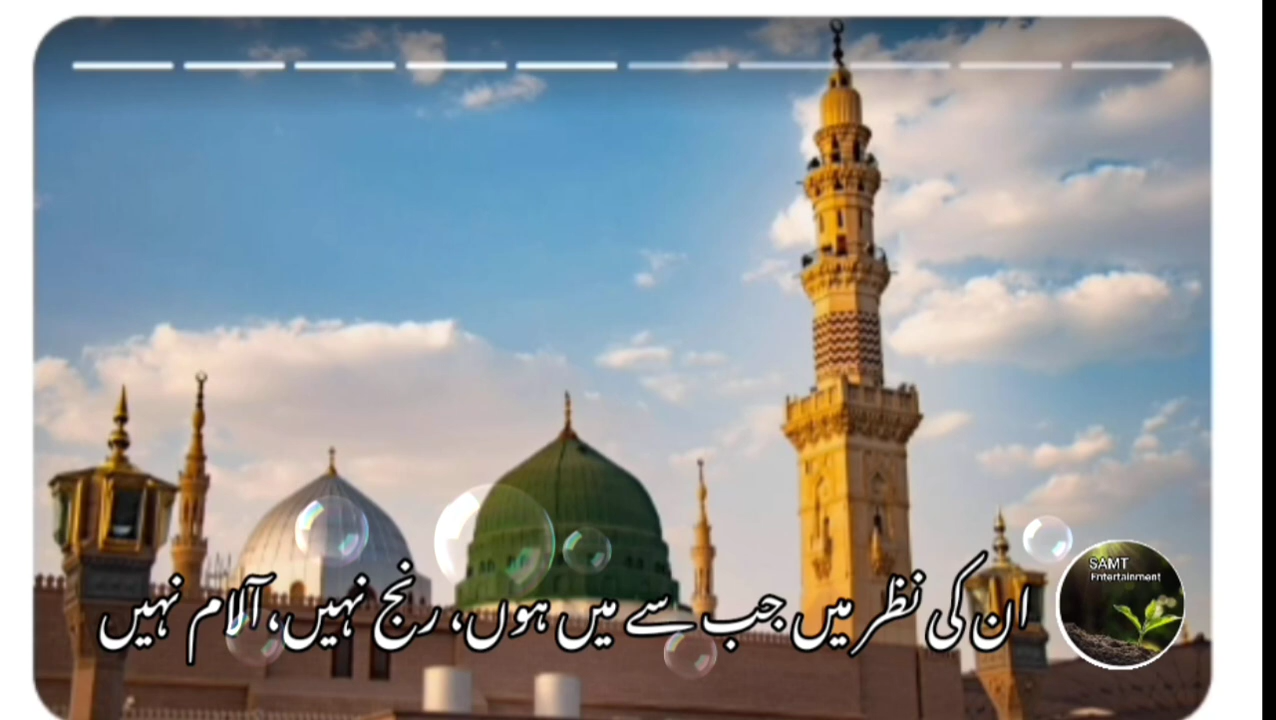 ان کی نظر میں جب سے میں ہوں، رنج نہیں، آلام نہیں
SAMT
Entertainment